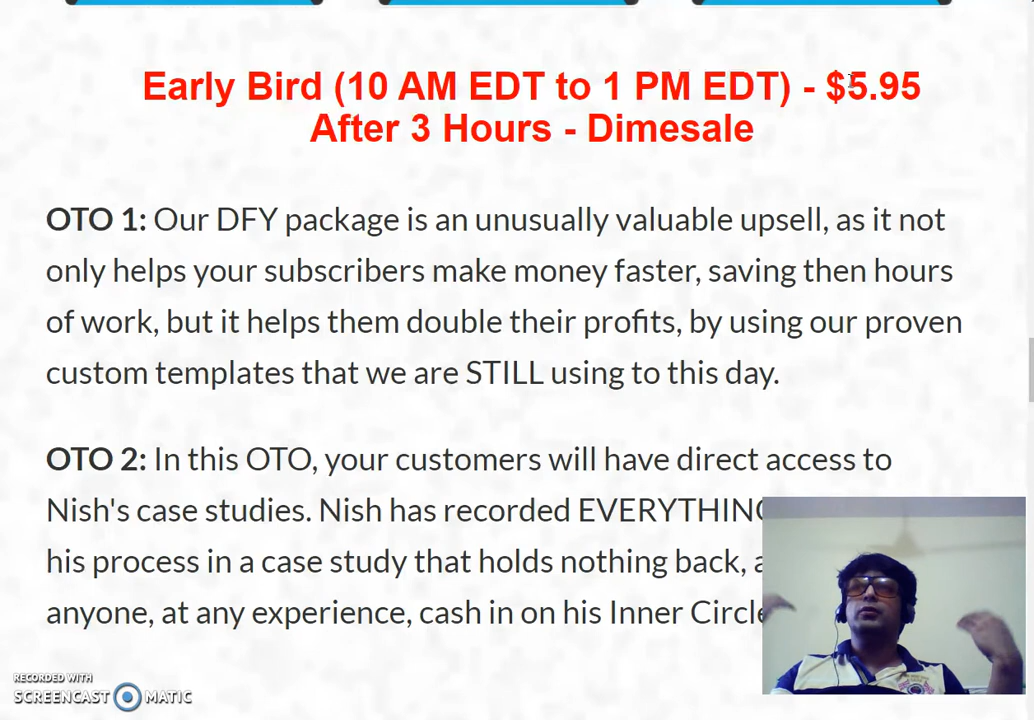 Early Bird (10 AM EDT to 1 PM EDT) - $5.95
After 3 Hours - Dimesale
OTO 1: Our DFY package is an unusually valuable upsell, as it not
only helps your subscribers make money faster, saving then hours
of work, but it helps them double their profits, by using our proven
custom templates that we are STILL using to this day.
OTO 2: In this OTO, your customers will have direct access to
Nish's case studies. Nish has recorded EVERYTHING
his process in a case study that holds nothing back, a
anyone, at any experience, cash in on his Inner Circle
RECORDED WITH
SCREENCAST MATIC